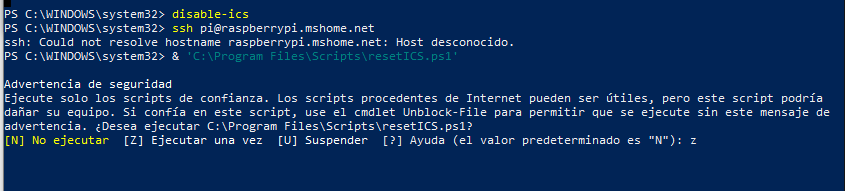 PS C:\WINDOWS\system32> disable-ics
PS C:\WINDOWS\system32> ssh pi@raspberrypi.mshome.net
ssh: Could not resolve hostname raspberrypi.mshome.net: Host desconocido.
PS C:\WINDOWS\system32> & 'C:\Program Files\Scripts\resetICS.ps1'
Advertencia de seguridad
Ejecute solo los scripts de confianza. Los scripts procedentes de Internet pueden ser útiles, pero este script podría
dañar su equipo. Si confía en este script, use el cmdlet Unblock-File para permitir que se ejecute sin este mensaje de
advertencia. ¿Desea ejecutar C:\Program Files\Scripts\resetICS.ps1?
[N] No ejecutar  [Z] Ejecutar una vez  [U] Suspender  [?] Ayuda (el valor predeterminado es "N"): z